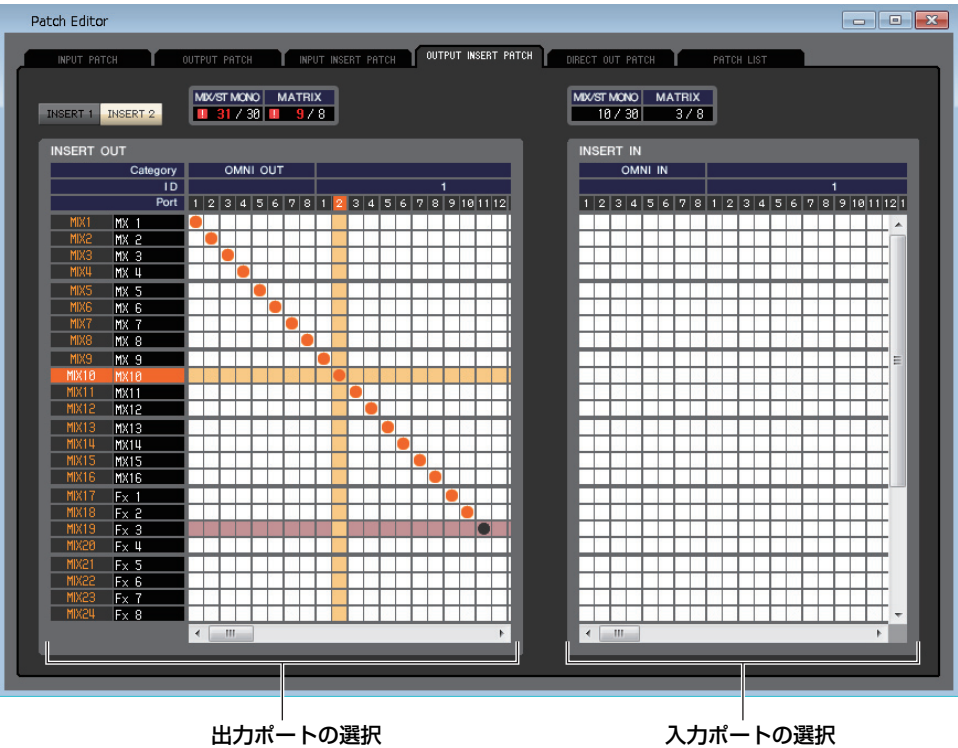 Patch Editor
INPUT PATCH OUTPUT PATCH INPUT INSERT PATCH OUTPUT INSERT PATCH DIRECT OUT PATCH PATCH LIST
INSERT 1 INSERT 2
MIX/ST MONO MATRIX
! 31 / 30 ! 9 / 8
MIX/ST MONO MATRIX
10 / 30 3 / 8
INSERT OUT
Category OMNI OUT
ID 1
Port 1 2 3 4 5 6 7 8 1 2 3 4 5 6 7 8 9 10 11 12
MIX1 MX 1
MIX2 MX 2
MIX3 MX 3
MIX4 MX 4
MIX5 MX 5
MIX6 MX 6
MIX7 MX 7
MIX8 MX 8
MIX9 MX 9
MIX10 MX10
MIX11 MX11
MIX12 MX12
MIX13 MX13
MIX14 MX14
MIX15 MX15
MIX16 MX16
MIX17 Fx 1
MIX18 Fx 2
MIX19 Fx 3
MIX20 Fx 4
MIX21 Fx 5
MIX22 Fx 6
MIX23 Fx 7
MIX24 Fx 8
INSERT IN
OMNI IN
1
1 2 3 4 5 6 7 8 1 2 3 4 5 6 7 8 9 10 11 12 1
出力ポートの選択
入力ポートの選択